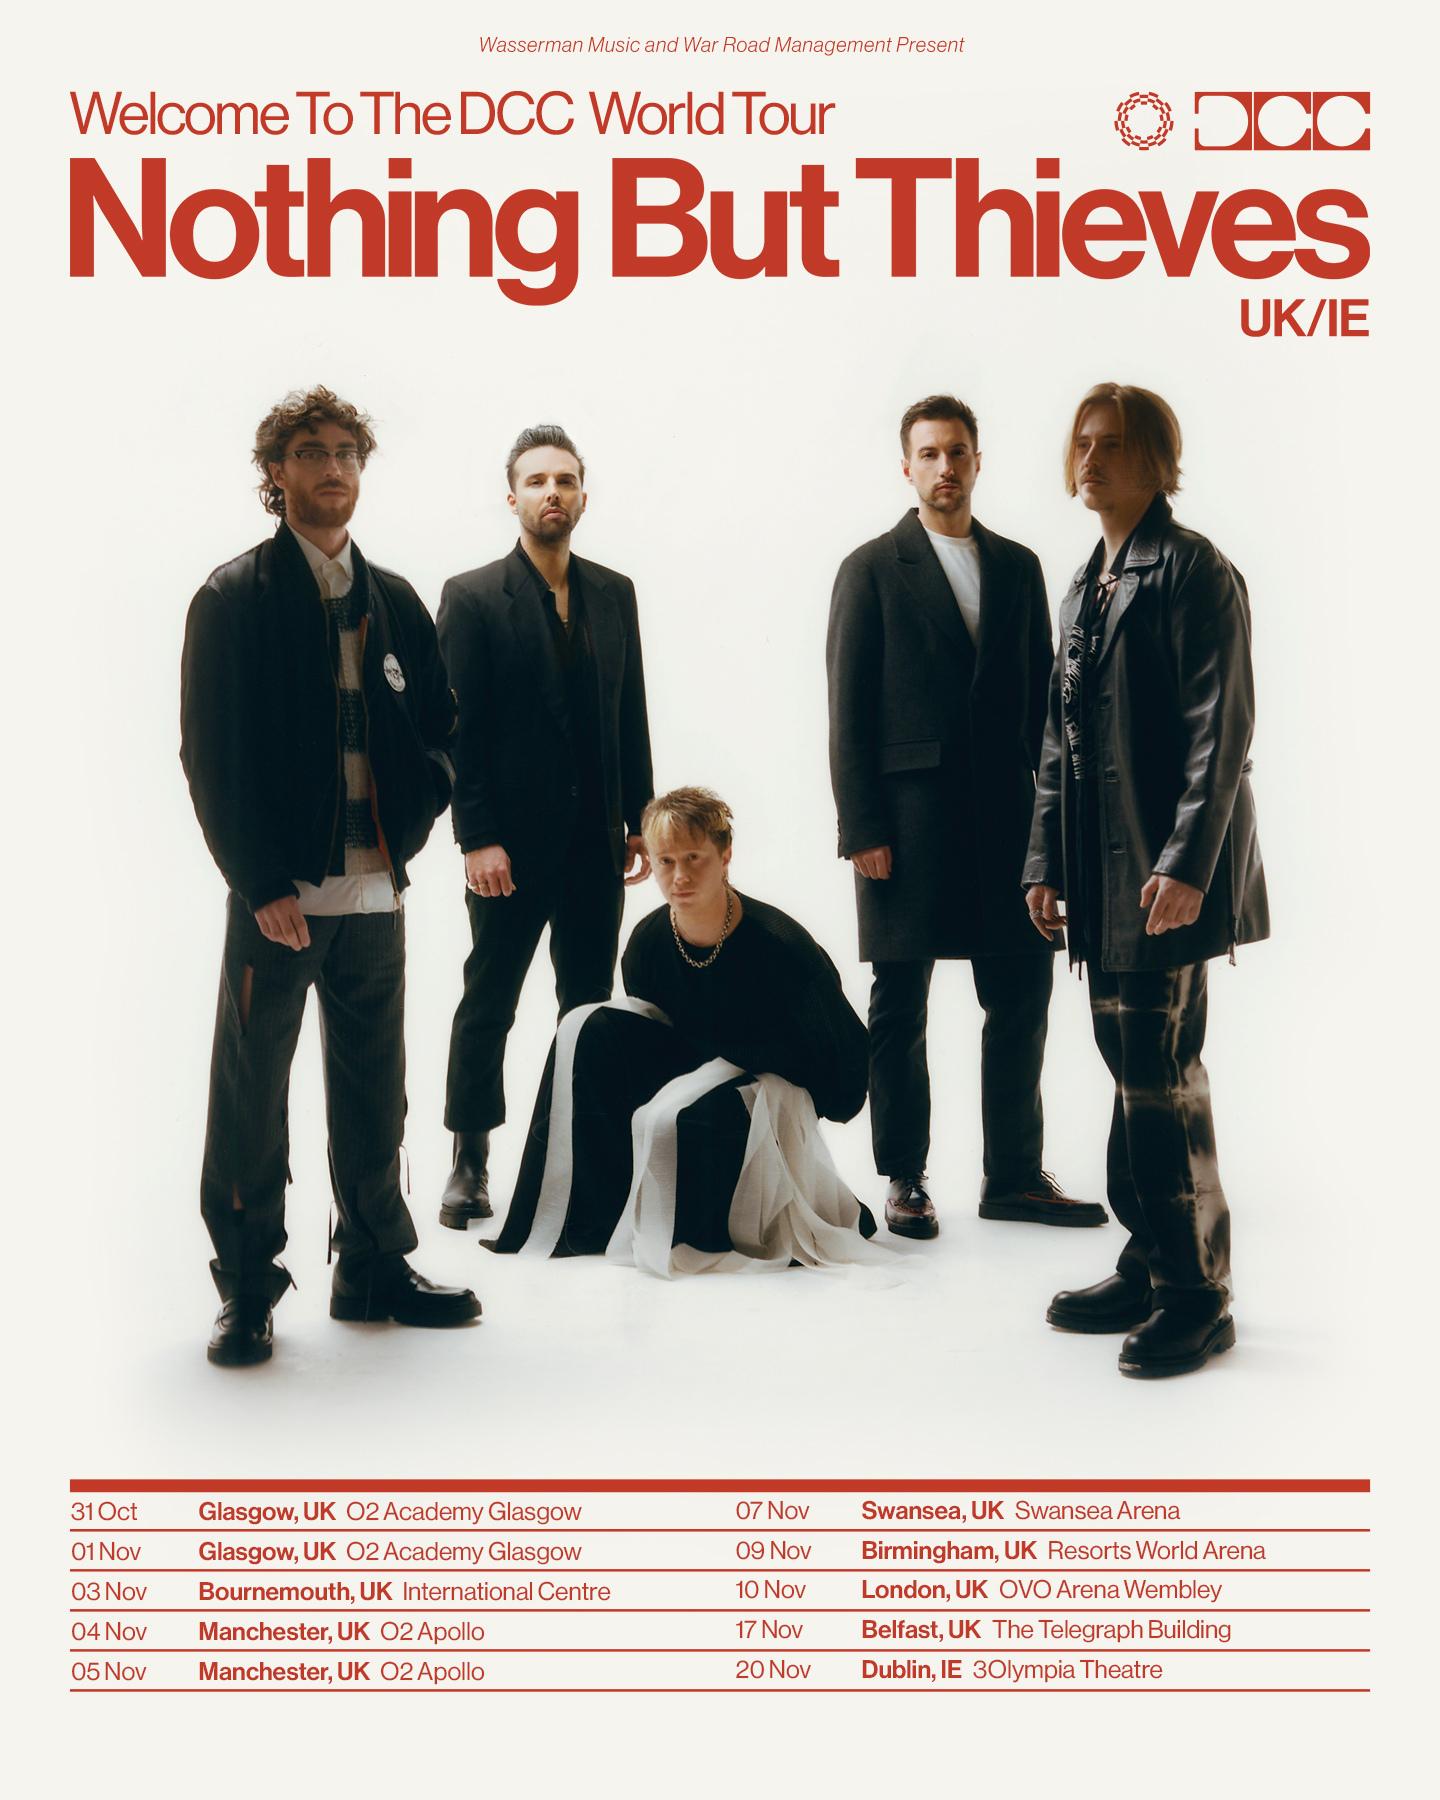 Wasserman Music and War Road Management Present
Welcome To The DCC World Tour
DCC
Nothing But Thieves
UK/IE
31 Oct Glasgow, UK O2 Academy Glasgow
01 Nov Glasgow, UK O2 Academy Glasgow
03 Nov Bournemouth, UK International Centre
04 Nov Manchester, UK O2 Apollo
05 Nov Manchester, UK O2 Apollo
07 Nov Swansea, UK Swansea Arena
09 Nov Birmingham, UK Resorts World Arena
10 Nov London, UK OVO Arena Wembley
17 Nov Belfast, UK The Telegraph Building
20 Nov Dublin, IE 3Olympia Theatre